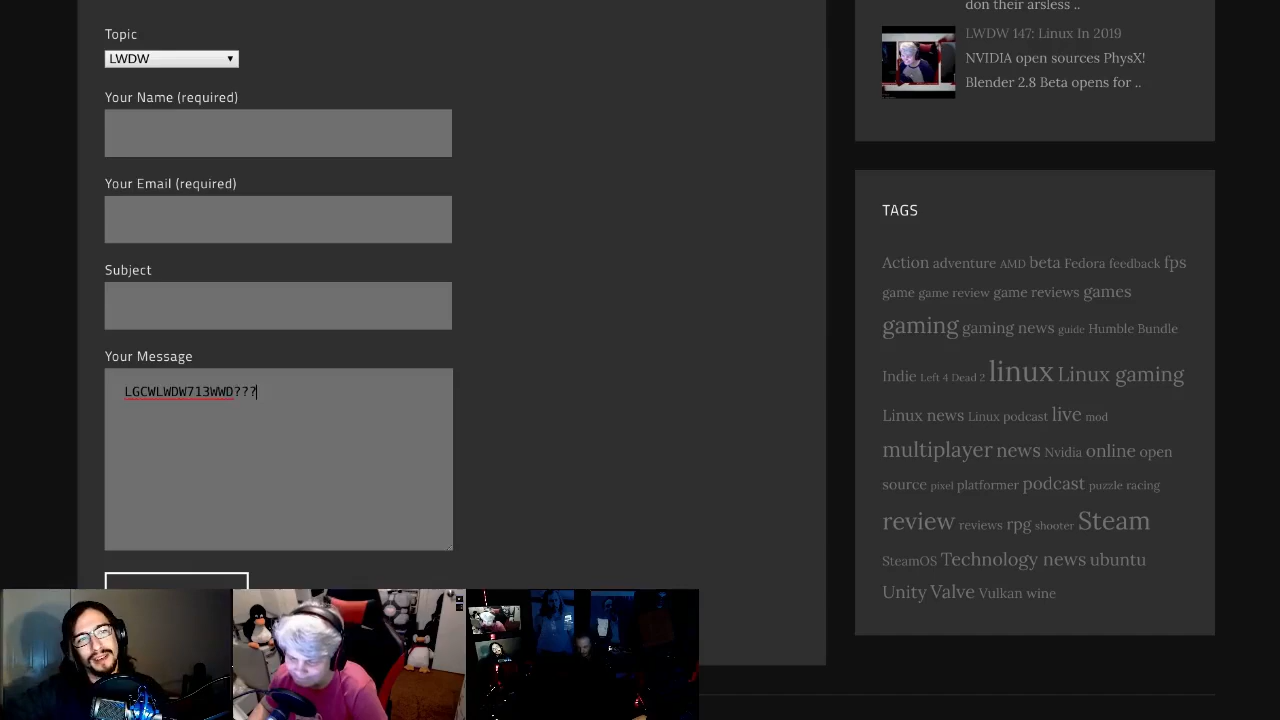 Topic
LWDW
Your Name (required)
Your Email (required)
Subject
Your Message
LGCWLWDW713WWD???
don their arsless ..
LWDW 147: Linux In 2019
NVIDIA open sources PhysX!
Blender 2.8 Beta opens for ..
TAGS
Action adventure AMD beta Fedora feedback fps
game game review game reviews games
gaming gaming news guide Humble Bundle
Indie Left 4 Dead 2 linux Linux gaming
Linux news Linux podcast live mod
multiplayer news Nvidia online open
source pixel platformer podcast puzzle racing
review reviews rpg shooter Steam
SteamOS Technology news ubuntu
Unity Valve Vulkan wine